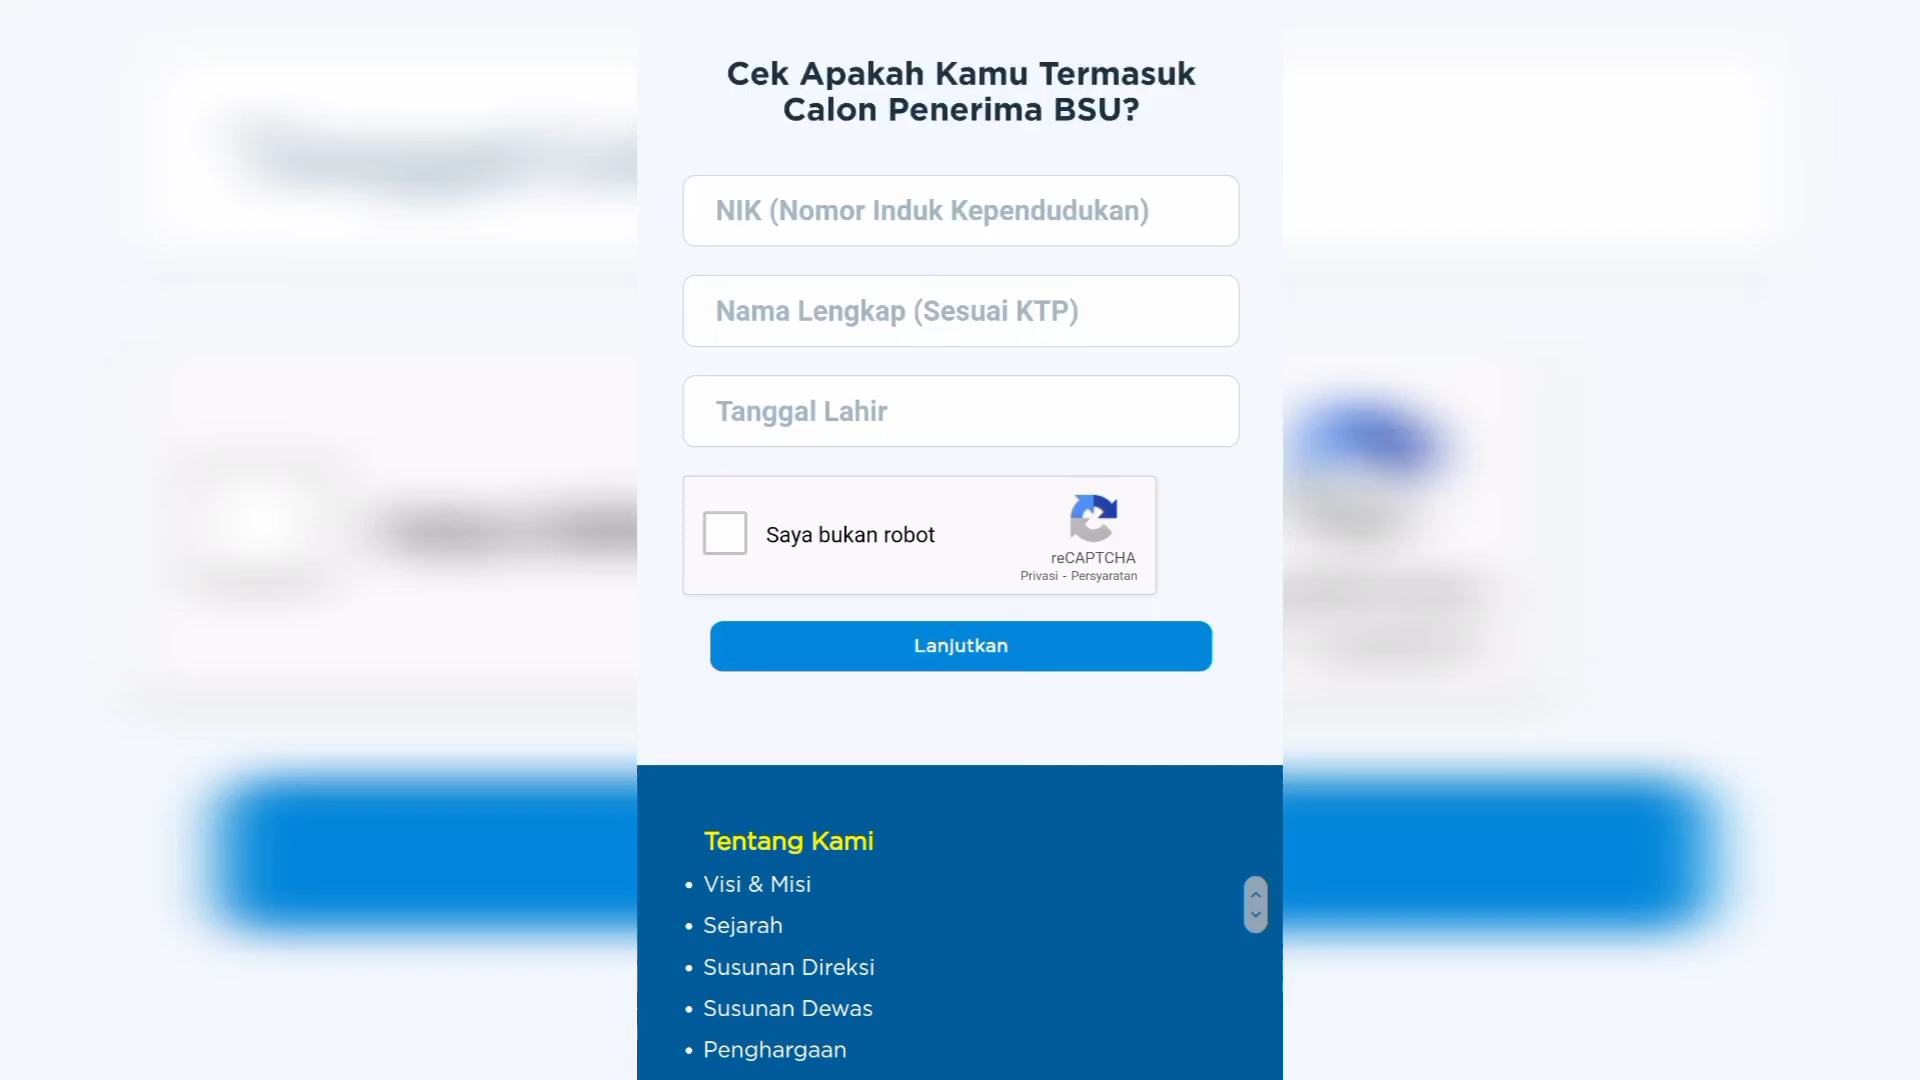 Cek Apakah Kamu Termasuk
Calon Penerima BSU?
NIK (Nomor Induk Kependudukan)
Nama Lengkap (Sesuai KTP)
Tanggal Lahir
Saya bukan robot
reCAPTCHA
Privasi - Persyaratan
Lanjutkan
Tentang Kami
• Visi & Misi
• Sejarah
• Susunan Direksi
• Susunan Dewas
• Penghargaan